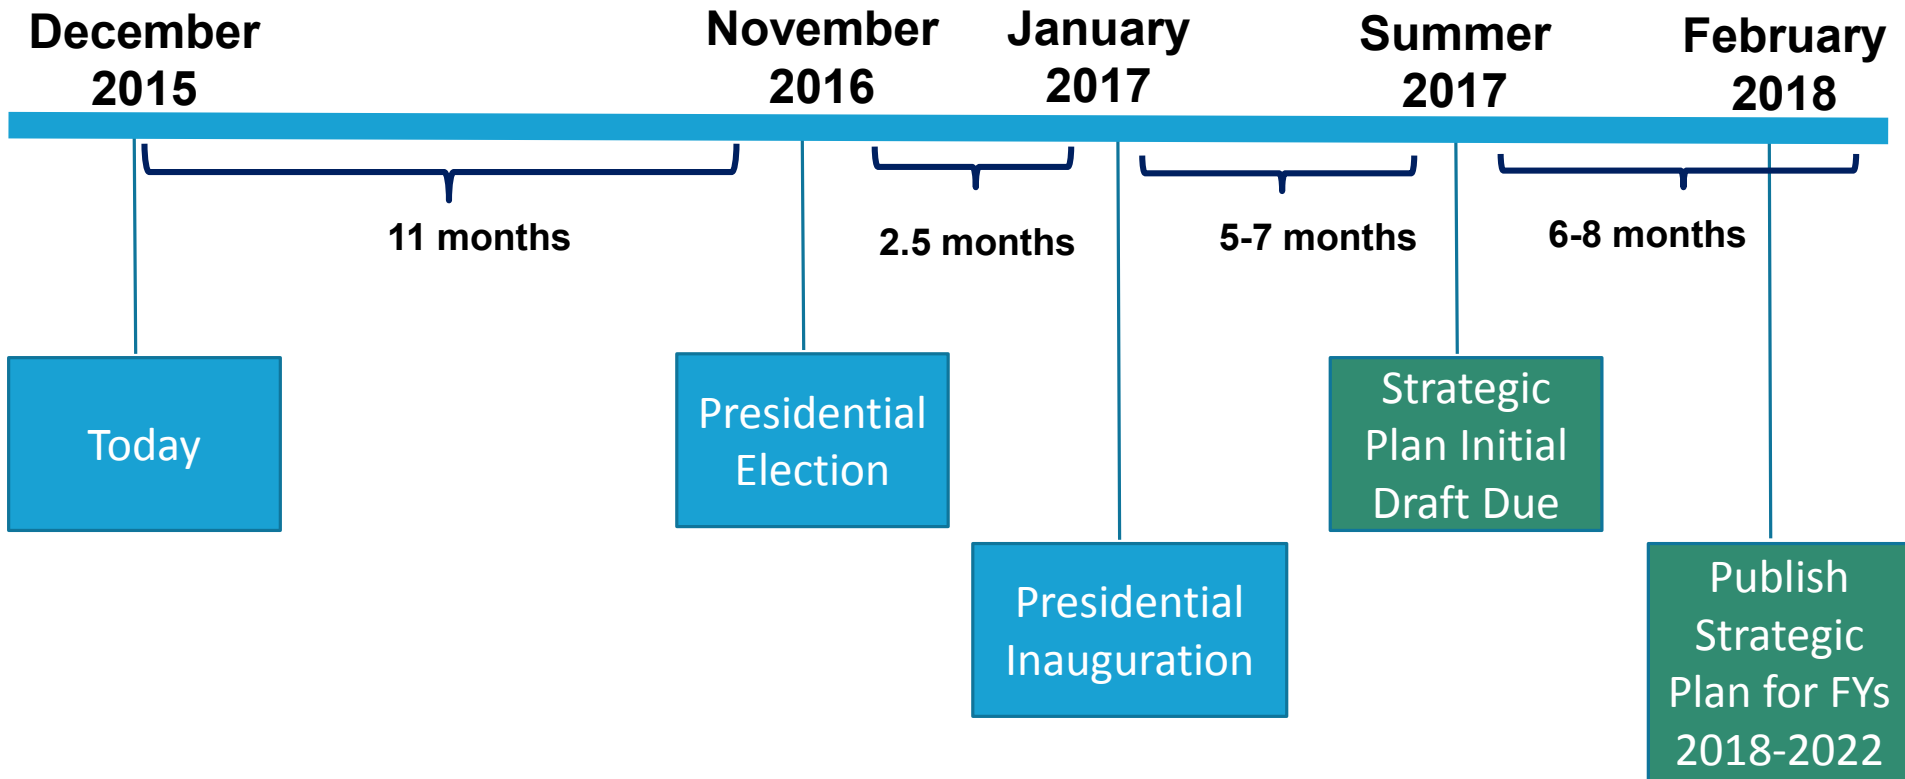 December
2015
November
2016
January
2017
Summer
2017
February
2018
11 months
2.5 months
5-7 months
6-8 months
Today
Presidential
Election
Presidential
Inauguration
Strategic
Plan Initial
Draft Due
Publish
Strategic
Plan for FYs
2018-2022